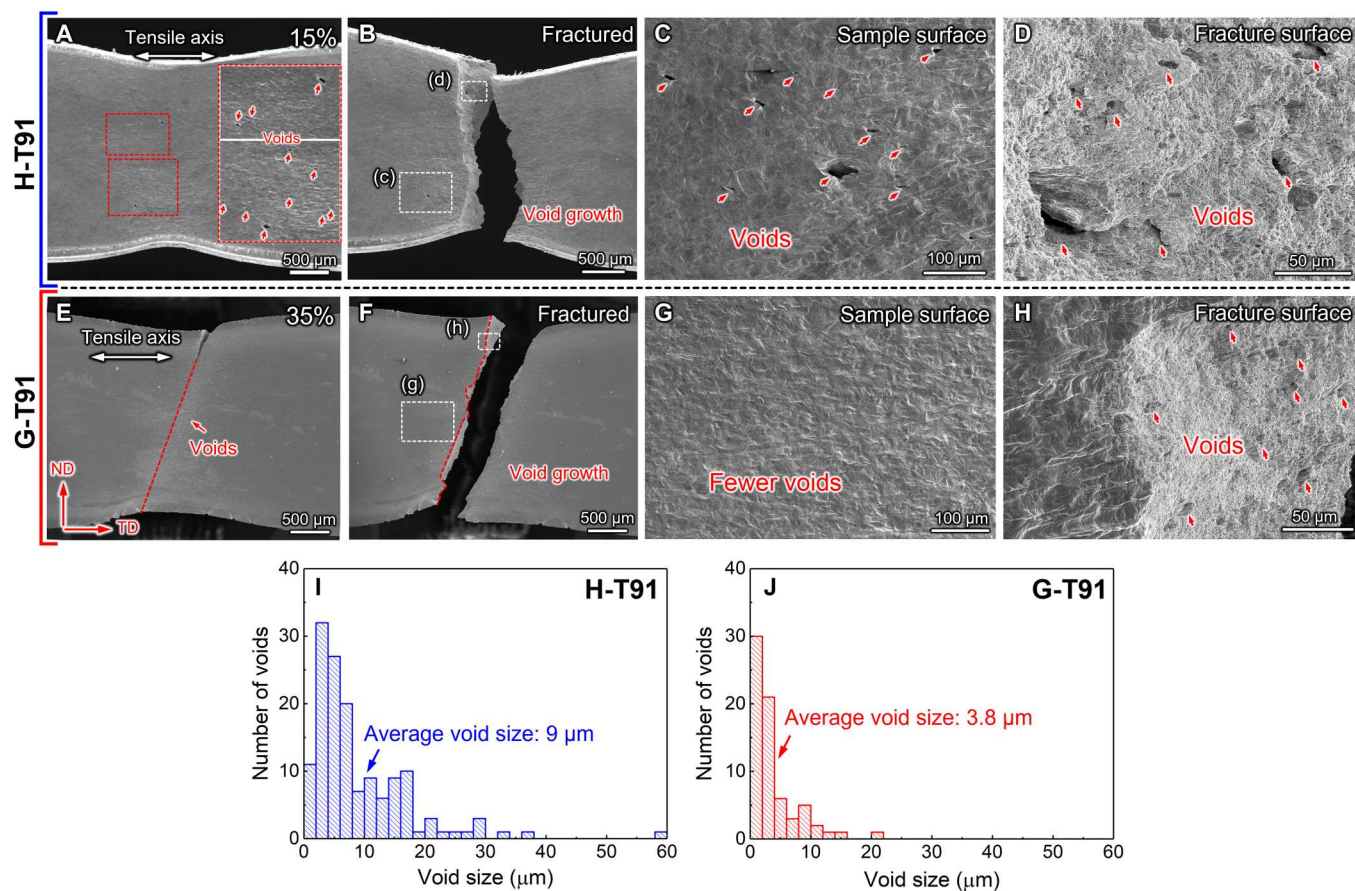 H-T91
A
Tensile axis
15%
Voids
500 μm
B
Fractured
(d)
(c)
Void growth
500 μm
C
Sample surface
Voids
100 μm
D
Fracture surface
Voids
50 μm
G-T91
E
35%
Tensile axis
Voids
ND
TD
500 μm
F
Fractured
(h)
(g)
Void growth
500 μm
G
Sample surface
Fewer voids
100 μm
H
Fracture surface
Voids
50 μm
I
H-T91
Number of voids
40
30
20
10
0
Average void size: 9 μm
0 10 20 30 40 50 60
Void size (μm)
J
G-T91
Number of voids
40
30
20
10
0
Average void size: 3.8 μm
0 10 20 30 40 50 60
Void size (μm)